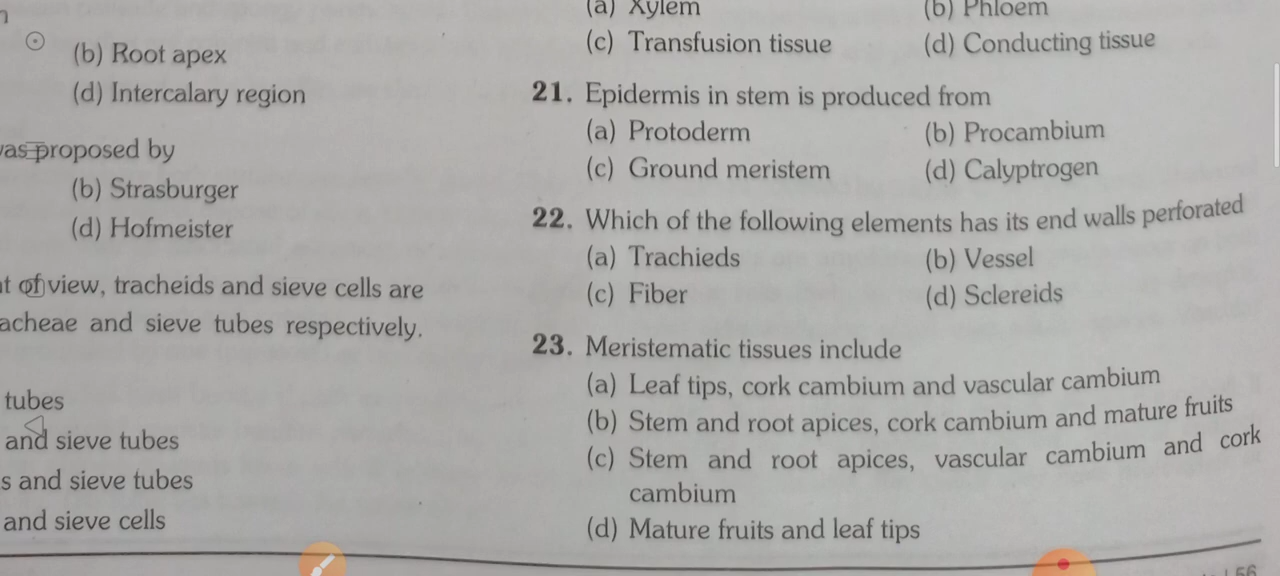 (b) Root apex
(d) Intercalary region
proposed by
(b) Strasburger
(d) Hofmeister
of view, tracheids and sieve cells are
and sieve tubes respectively.
tubes
and sieve tubes
and sieve tubes
and sieve cells
(a) Xylem (b) Phloem
(c) Transfusion tissue (d) Conducting tissue
21. Epidermis in stem is produced from
(a) Protoderm (b) Procambium
(c) Ground meristem (d) Calyptrogen
22. Which of the following elements has its end walls perforated
(a) Trachieds (b) Vessel
(c) Fiber (d) Sclereids
23. Meristematic tissues include
(a) Leaf tips, cork cambium and vascular cambium
(b) Stem and root apices, cork cambium and mature fruits
(c) Stem and root apices, vascular cambium and cork
cambium
(d) Mature fruits and leaf tips